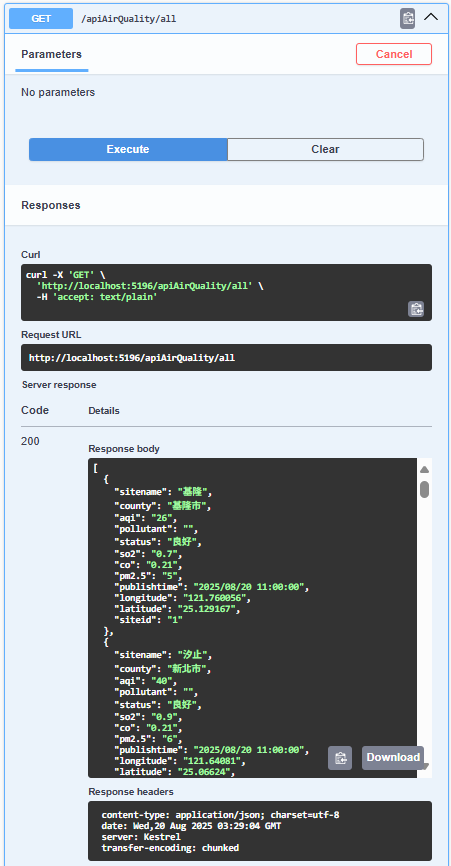 GET /apiAirQuality/all
Parameters
Cancel
No parameters
Execute
Clear
Responses
Curl
curl -X 'GET' \
  'http://localhost:5196/apiAirQuality/all' \
  -H 'accept: text/plain'
Request URL
http://localhost:5196/apiAirQuality/all
Server response
Code Details
200
Response body
[
  {
    "sitename": "基隆",
    "county": "基隆市",
    "aqi": "26",
    "pollutant": "",
    "status": "良好",
    "so2": "0.7",
    "co": "0.21",
    "pm2.5": "5",
    "publishtime": "2025/08/20 11:00:00",
    "longitude": "121.760056",
    "latitude": "25.129167",
    "siteid": "1"
  },
  {
    "sitename": "汐止",
    "county": "新北市",
    "aqi": "40",
    "pollutant": "",
    "status": "良好",
    "so2": "0.9",
    "co": "0.21",
    "pm2.5": "6",
    "publishtime": "2025/08/20 11:00:00",
    "longitude": "121.64081",
    "latitude": "25.06624",
Download
Response headers
content-type: application/json; charset=utf-8
date: Wed,20 Aug 2025 03:29:04 GMT
server: Kestrel
transfer-encoding: chunked